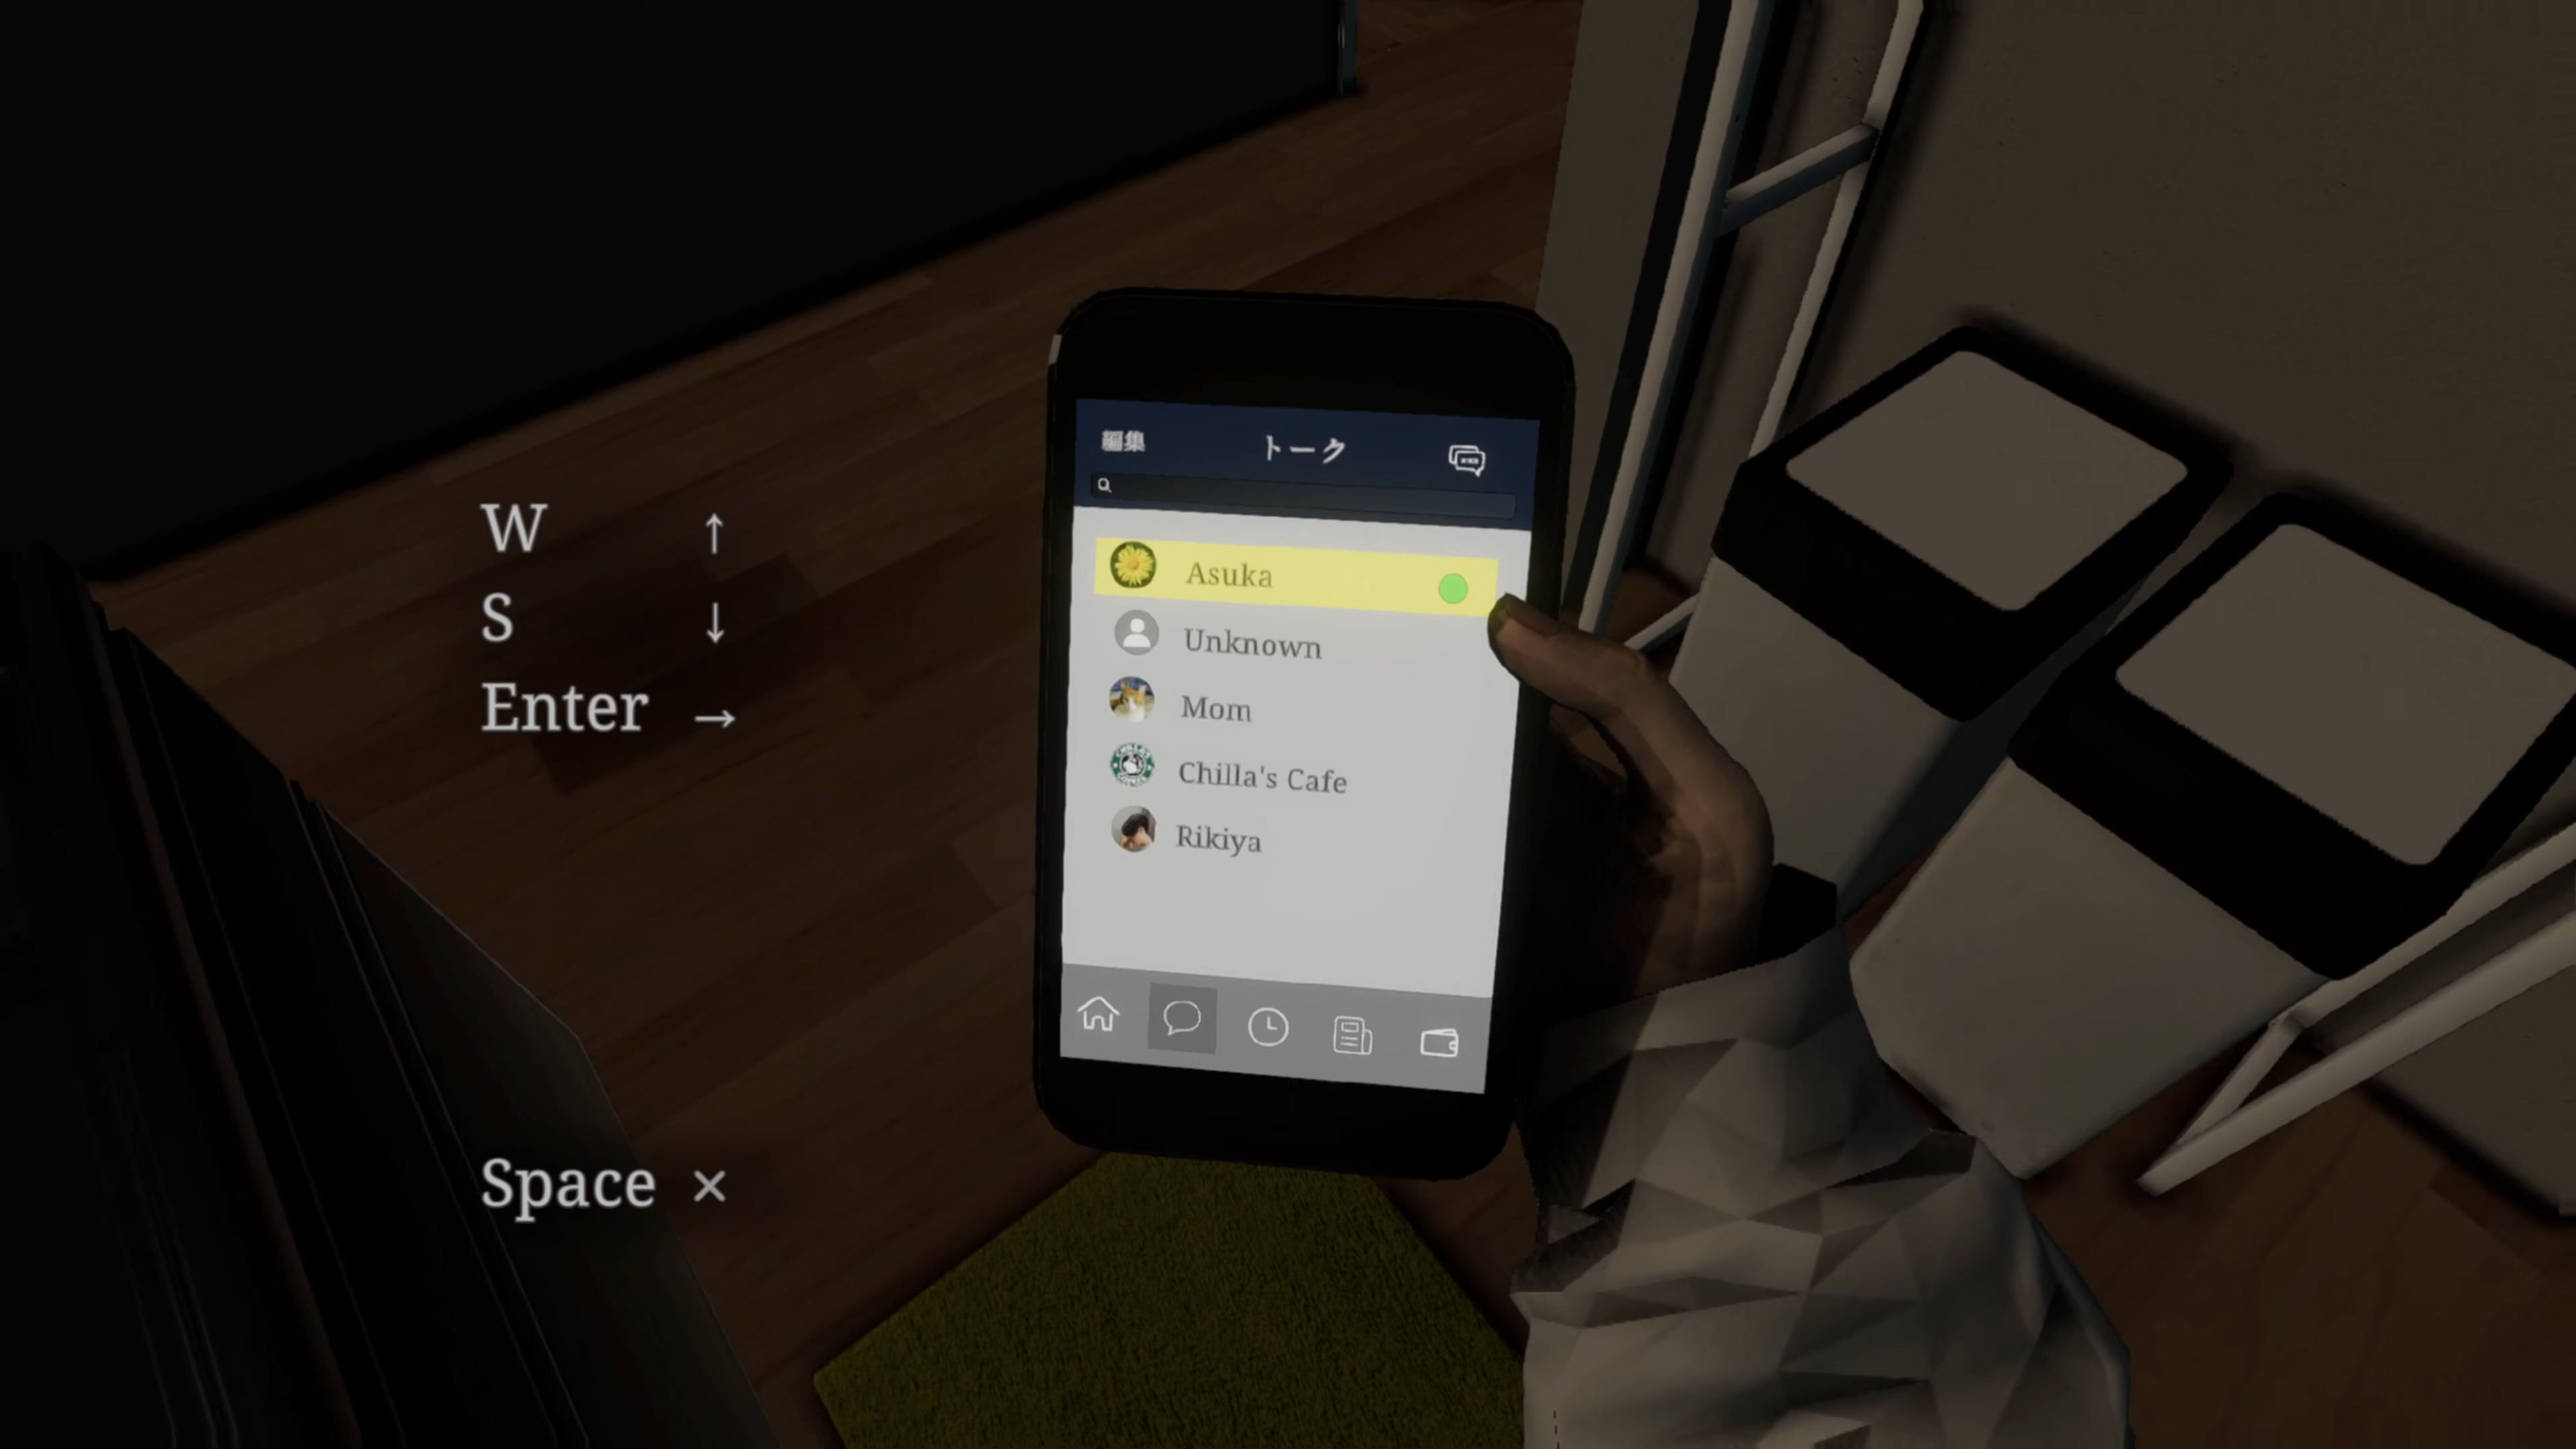 編集 トーク
Asuka
Unknown
Mom
Chilla's Cafe
Rikiya
W ↑
S ↓
Enter →
Space ×